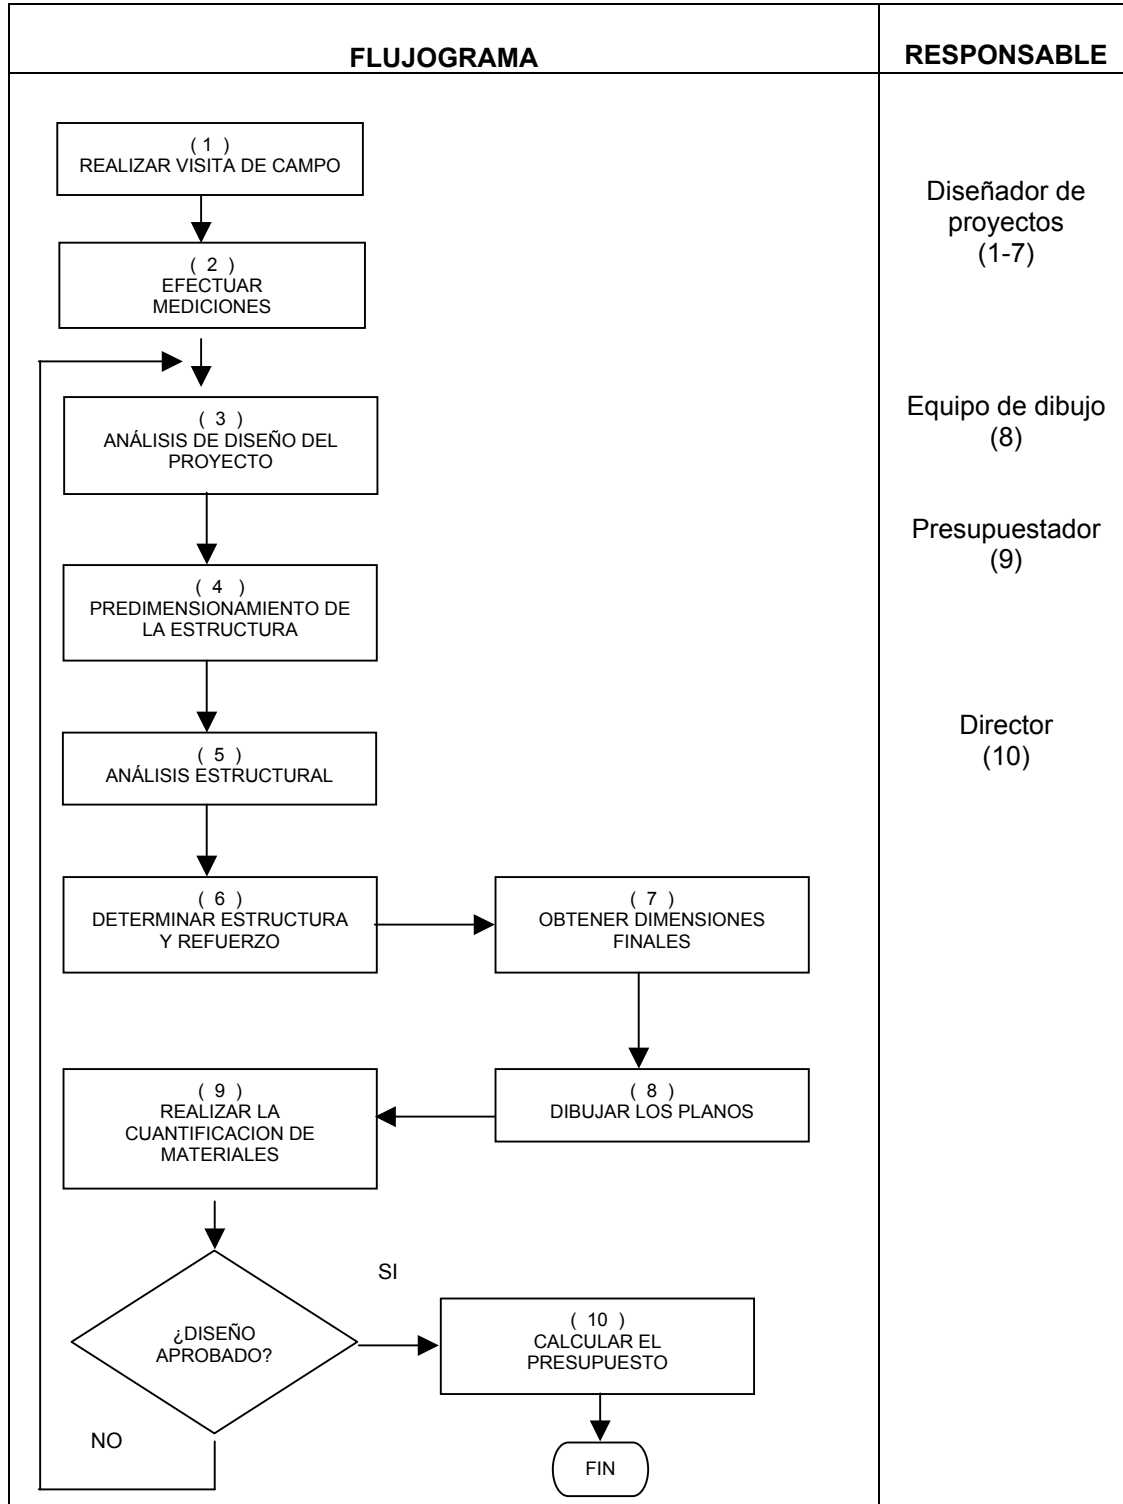 FLUJOGRAMA
RESPONSABLE
( 1 )
REALIZAR VISITA DE CAMPO
( 2 )
EFECTUAR
MEDICIONES
( 3 )
ANÁLISIS DE DISEÑO DEL
PROYECTO
( 4 )
PREDIMENSIONAMIENTO DE
LA ESTRUCTURA
( 5 )
ANÁLISIS ESTRUCTURAL
( 6 )
DETERMINAR ESTRUCTURA
Y REFUERZO
( 7 )
OBTENER DIMENSIONES
FINALES
( 8 )
DIBUJAR LOS PLANOS
( 9 )
REALIZAR LA
CUANTIFICACION DE
MATERIALES
¿DISEÑO
APROBADO?
SI
NO
( 10 )
CALCULAR EL
PRESUPUESTO
FIN
Diseñador de
proyectos
(1-7)
Equipo de dibujo
(8)
Presupuestador
(9)
Director
(10)